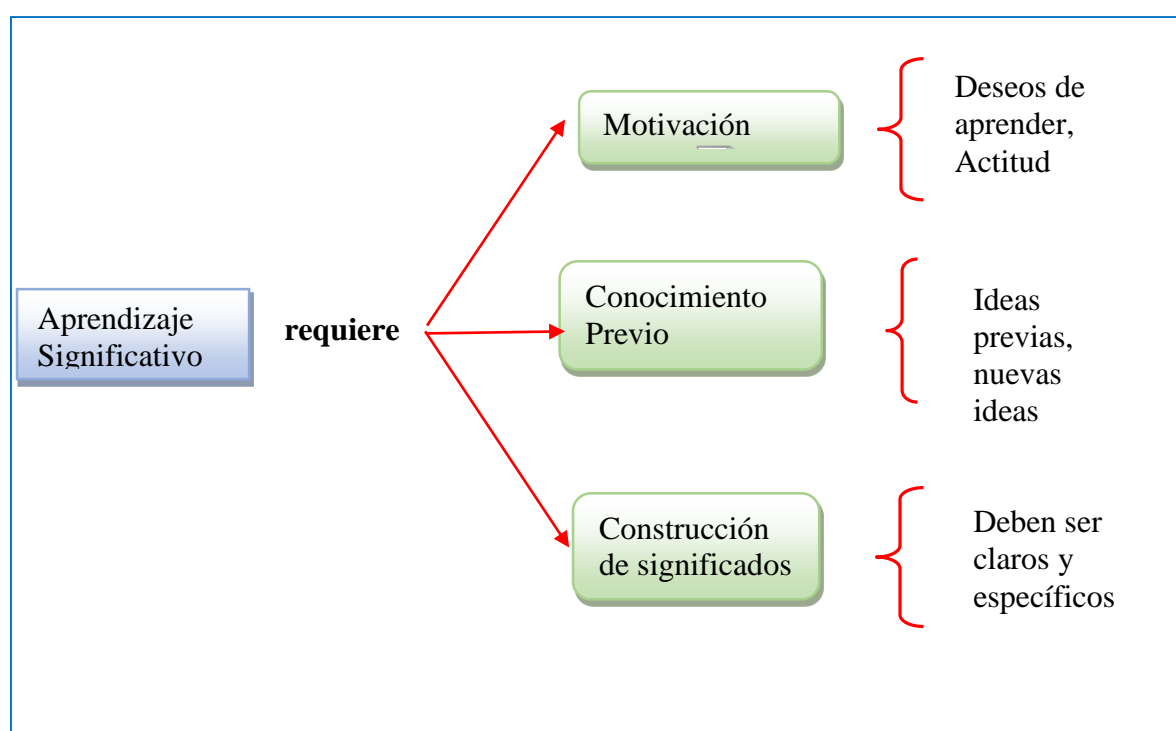 Aprendizaje
Significativo
requiere
Motivación
Deseos de
aprender,
Actitud
Conocimiento
Previo
Ideas
previas,
nuevas
ideas
Construcción
de significados
Deben ser
claros y
específicos